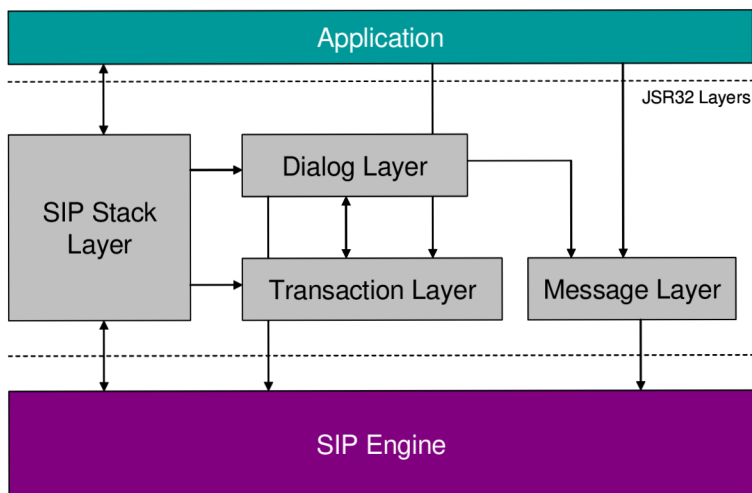 Application
JSR32 Layers
Dialog Layer
SIP Stack
Layer
Transaction Layer
Message Layer
SIP Engine